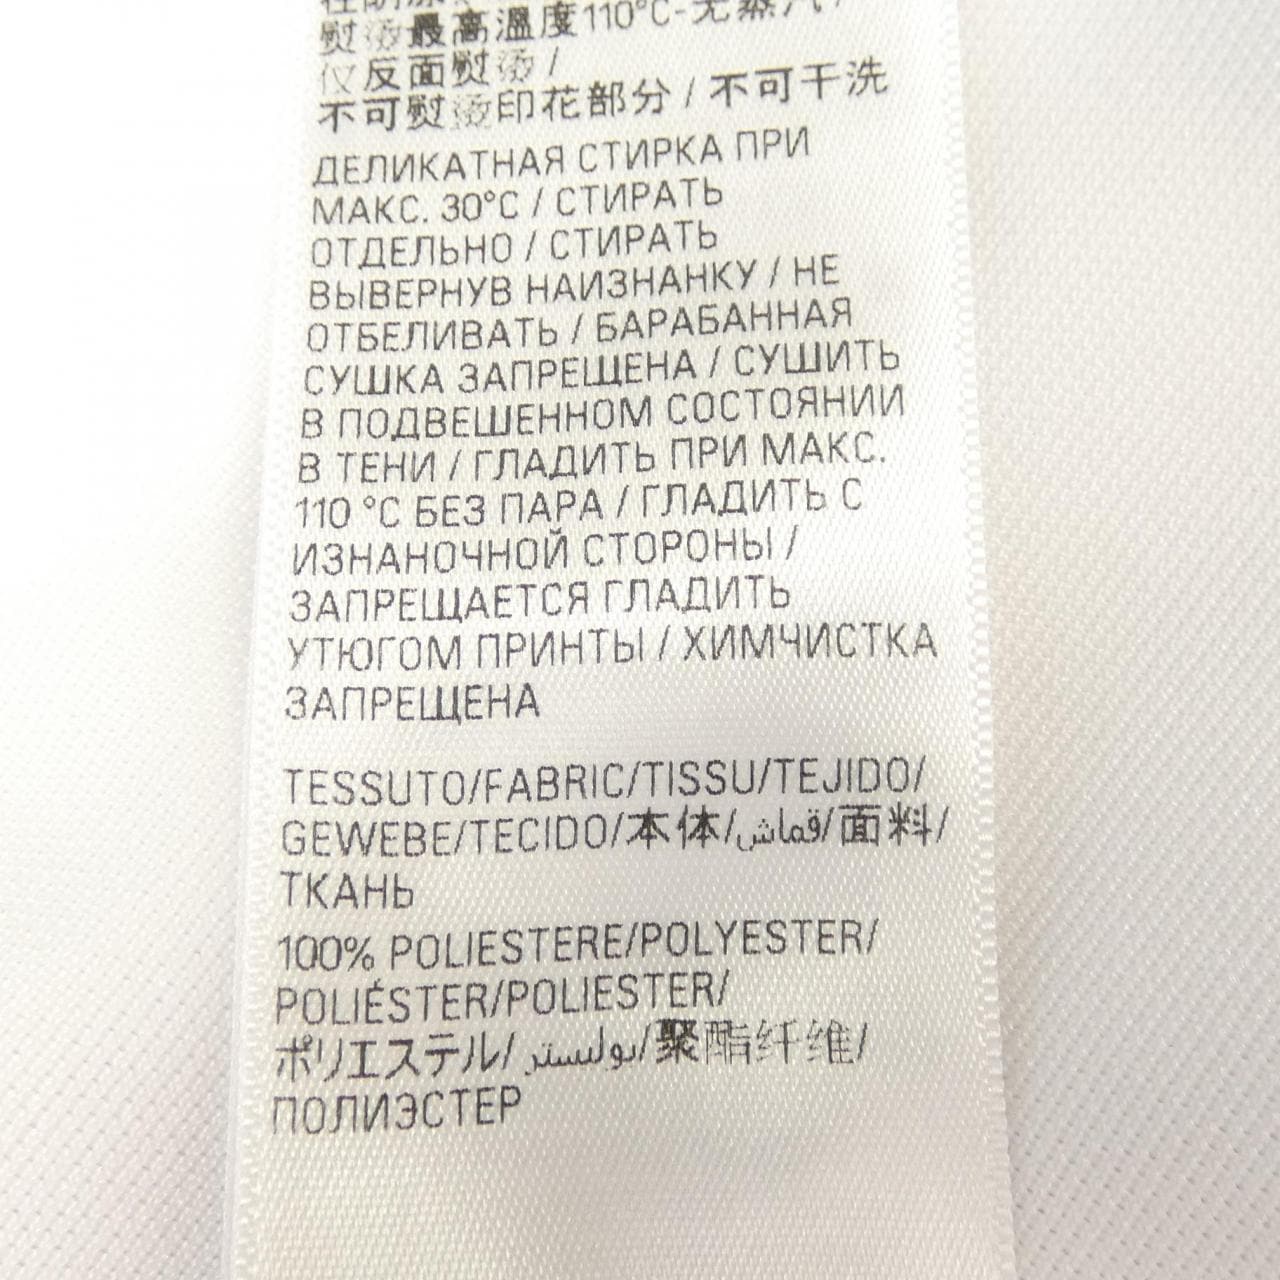 熨烫最高溫度110°C-无蒸汽/
仅反面熨烫/
不可熨烫印花部分/不可干洗
ДЕЛИКАТНАЯ СТИРКА ПРИ
МАКС. 30°C / СТИРАТЬ
ОТДЕЛЬНО / СТИРАТЬ
ВЫВЕРНУВ НАИЗНАНКУ / НЕ
ОТБЕЛИВАТЬ / БАРАБАННАЯ
СУШКА ЗАПРЕЩЕНА / СУШИТЬ
В ПОДВЕШЕННОМ СОСТОЯНИИ
В ТЕНИ / ГЛАДИТЬ ПРИ МАКС.
110 °C БЕЗ ПАРА / ГЛАДИТЬ С
ИЗНАНОЧНОЙ СТОРОНЫ /
ЗАПРЕЩАЕТСЯ ГЛАДИТЬ
УТЮГОМ ПРИНТЫ / ХИМЧИСТКА
ЗАПРЕЩЕНА
TESSUTO/FABRIC/TISSU/TEJIDO/
GEWEBE/TECIDO/本体/قماش/面料/
ТКАНЬ
100% POLIESTERE/POLYESTER/
POLIÉSTER/POLIESTER/
ポリエステル/بوليستر/聚酯纤维/
ПОЛИЭСТЕР